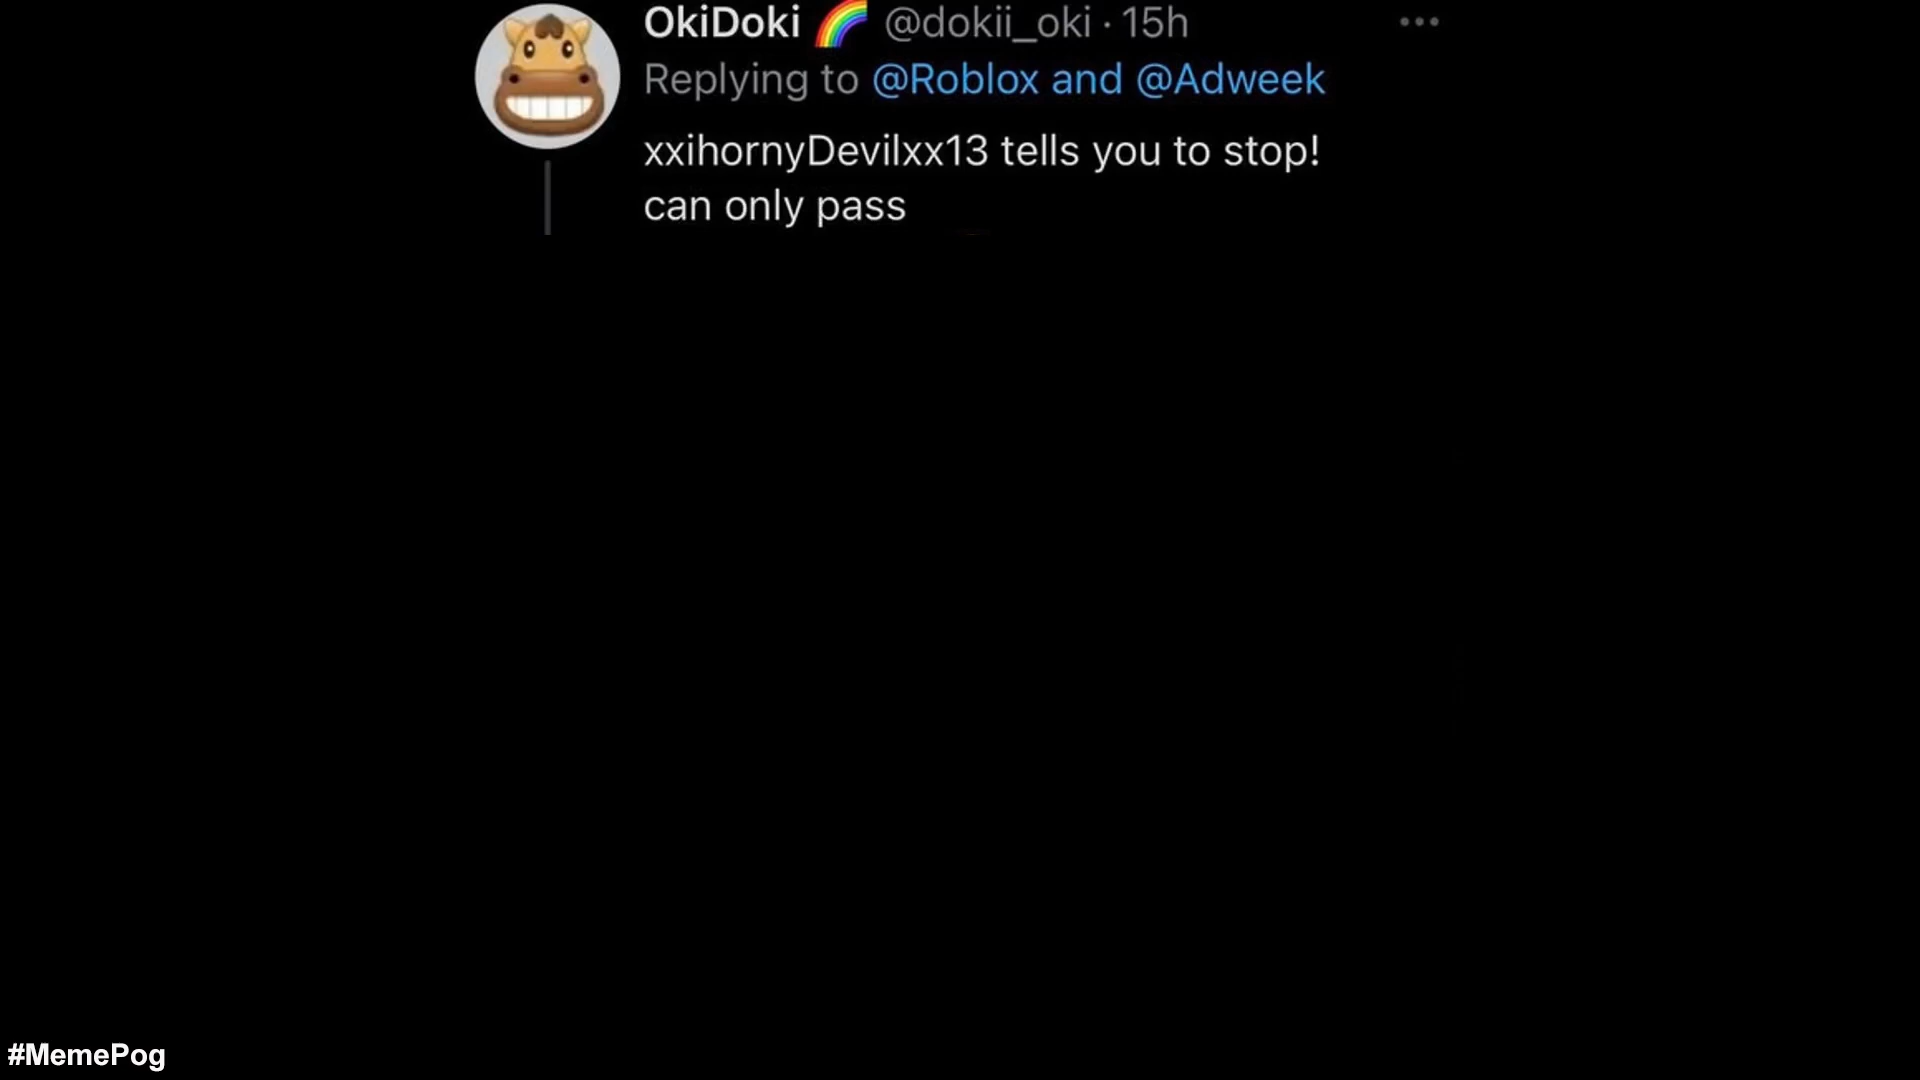 OkiDoki 🌈 @dokii_oki · 15h
Replying to @Roblox and @Adweek
xxihornyDevilxx13 tells you to stop!
can only pass
#MemePog